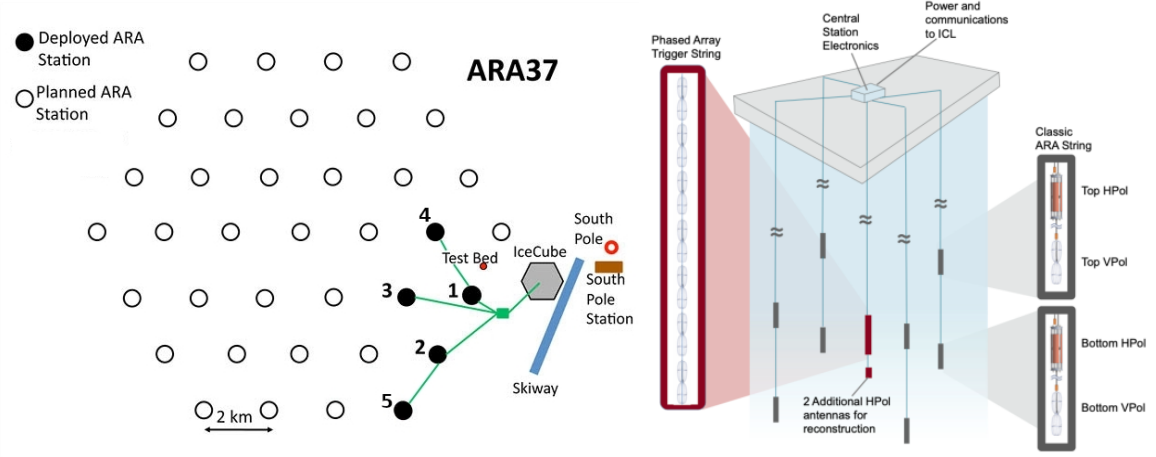 Deployed ARA
Station
Planned ARA
Station
ARA37
4
Test Bed
3
1
2
5
IceCube
South
Pole
South
Pole
Station
Skiway
2 km
Phased Array
Trigger String
Central
Station
Electronics
Power and
communications
to ICL
2 Additional HPol
antennas for
reconstruction
Classic
ARA String
Top HPol
Top VPol
Bottom HPol
Bottom VPol